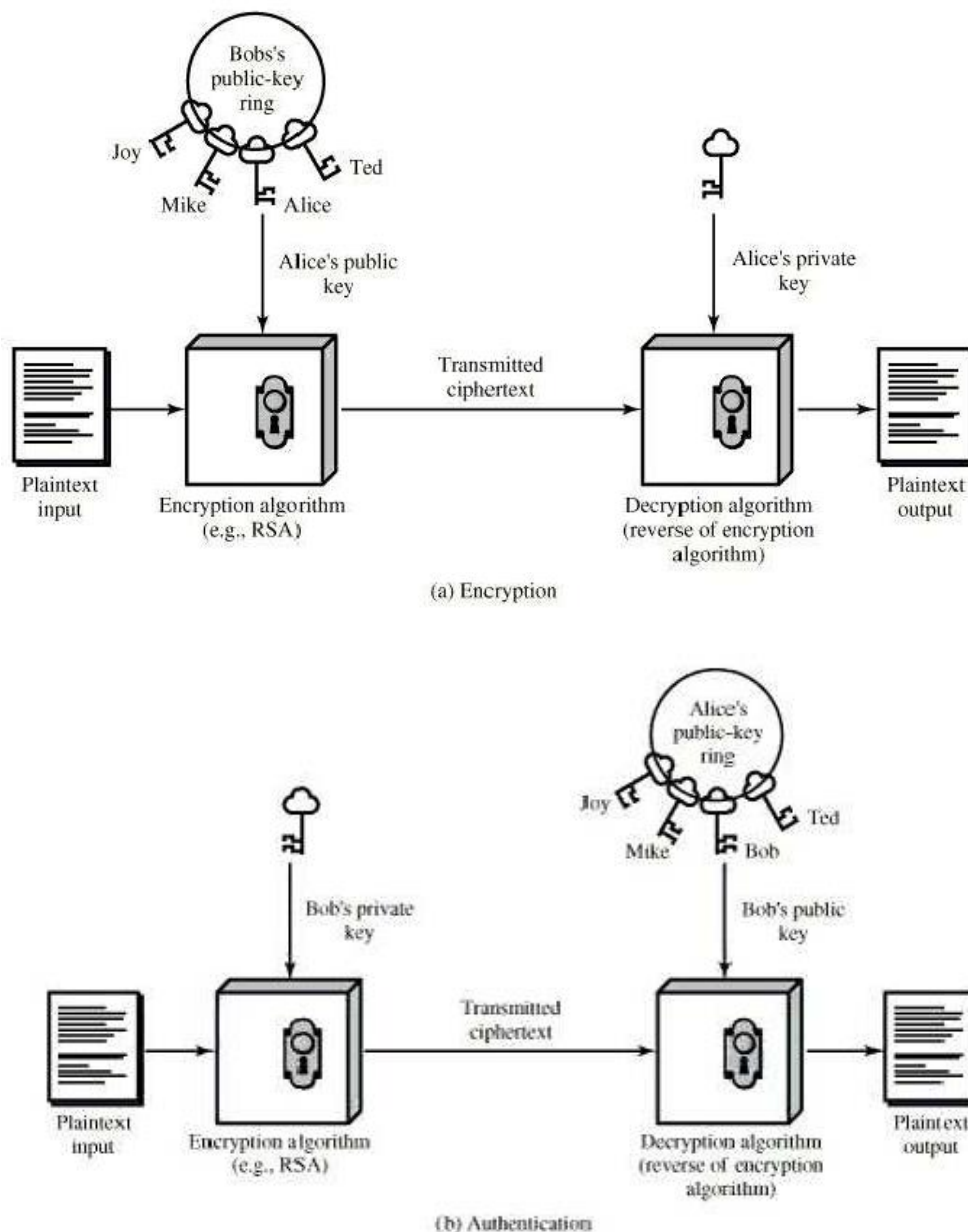 Bobs's
public-key
ring
Joy
Ted
Mike
Alice
Alice's public
key
Alice's private
key
Transmitted
ciphertext
Plaintext
input
Encryption algorithm
(e.g., RSA)
Decryption algorithm
(reverse of encryption
algorithm)
Plaintext
output
(a) Encryption
Alice's
public-key
ring
Joy
Ted
Mike
Bob
Bob's private
key
Bob's public
key
Transmitted
ciphertext
Plaintext
input
Encryption algorithm
(e.g., RSA)
Decryption algorithm
(reverse of encryption
algorithm)
Plaintext
output
(b) Authentication